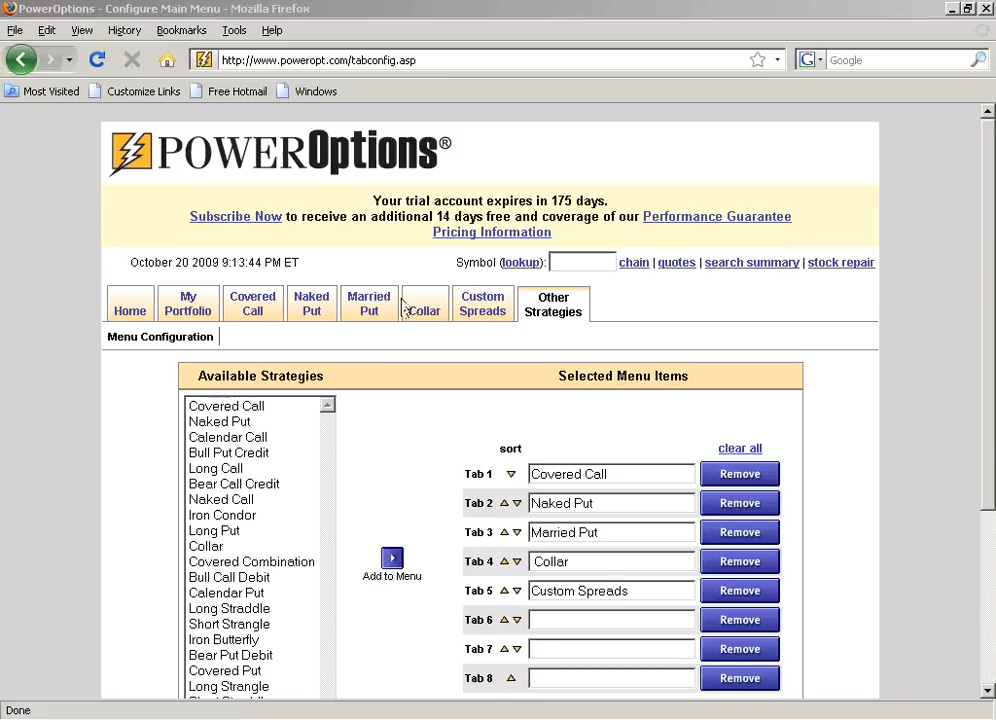 PowerOptions - Configure Main Menu - Mozilla Firefox
File Edit View History Bookmarks Tools Help
http://www.poweropt.com/tabconfig.asp
G Google
Most Visited Customize Links Free Hotmail Windows
POWEROptions®
Your trial account expires in 175 days.
Subscribe Now to receive an additional 14 days free and coverage of our Performance Guarantee
Pricing Information
October 20 2009 9:13:44 PM ET
Symbol (lookup): chain | quotes | search summary | stock repair
Home
My Portfolio
Covered Call
Naked Put
Married Put
Collar
Custom Spreads
Other Strategies
Menu Configuration
Available Strategies
Selected Menu Items
Covered Call
Naked Put
Calendar Call
Bull Put Credit
Long Call
Bear Call Credit
Naked Call
Iron Condor
Long Put
Collar
Covered Combination
Bull Call Debit
Calendar Put
Long Straddle
Short Strangle
Iron Butterfly
Bear Put Debit
Covered Put
Long Strangle
Add to Menu
sort clear all
Tab 1 Covered Call Remove
Tab 2 Naked Put Remove
Tab 3 Married Put Remove
Tab 4 Collar Remove
Tab 5 Custom Spreads Remove
Tab 6 Remove
Tab 7 Remove
Tab 8 Remove
Done